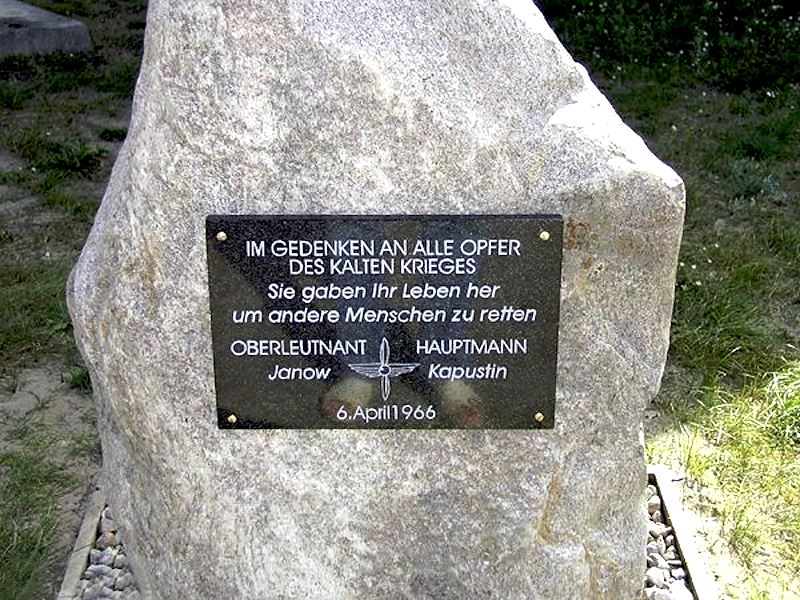 IM GEDENKEN AN ALLE OPFER
DES KALTEN KRIEGES
Sie gaben Ihr Leben her
um andere Menschen zu retten
OBERLEUTNANT HAUPTMANN
Janow Kapustin
6.April1966